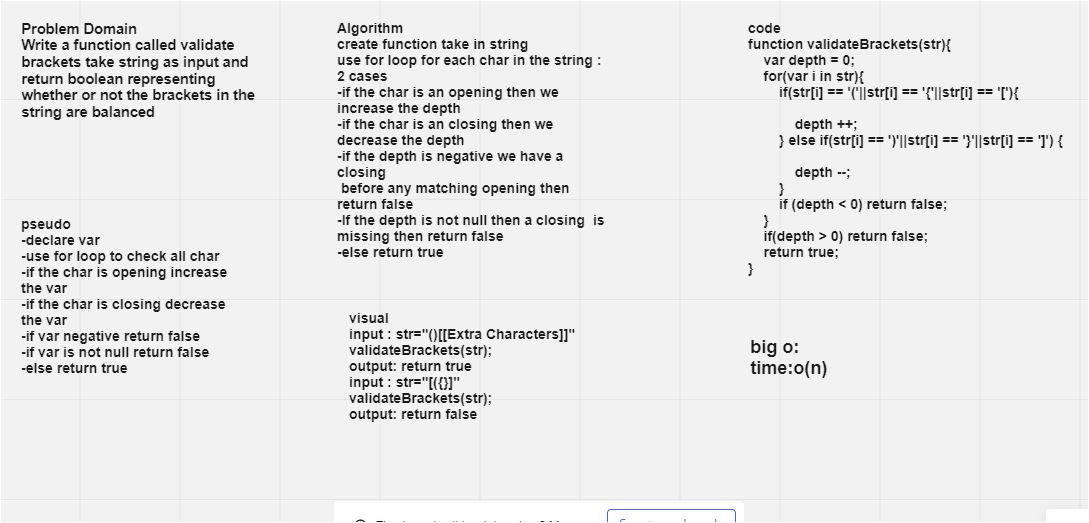 Problem Domain
Write a function called validate
brackets take string as input and
return boolean representing
whether or not the brackets in the
string are balanced
pseudo
-declare var
-use for loop to check all char
-if the char is opening increase
the var
-if the char is closing decrease
the var
-if var negative return false
-if var is not null return false
-else return true
Algorithm
create function take in string
use for loop for each char in the string :
2 cases
-if the char is an opening then we
increase the depth
-if the char is an closing then we
decrease the depth
-if the depth is negative we have a
closing
before any matching opening then
return false
-If the depth is not null then a closing is
missing then return false
-else return true
visual
input : str="()[[Extra Characters]]"
validateBrackets(str);
output: return true
input : str="[({}]"
validateBrackets(str);
output: return false
code
function validateBrackets(str){
var depth = 0;
for(var i in str){
if(str[i] == '('||str[i] == '{'||str[i] == '['){
depth ++;
} else if(str[i] == ')'||str[i] == '}'||str[i] == ']') {
depth --;
}
if (depth < 0) return false;
}
if(depth > 0) return false;
return true;
}
big o:
time:o(n)